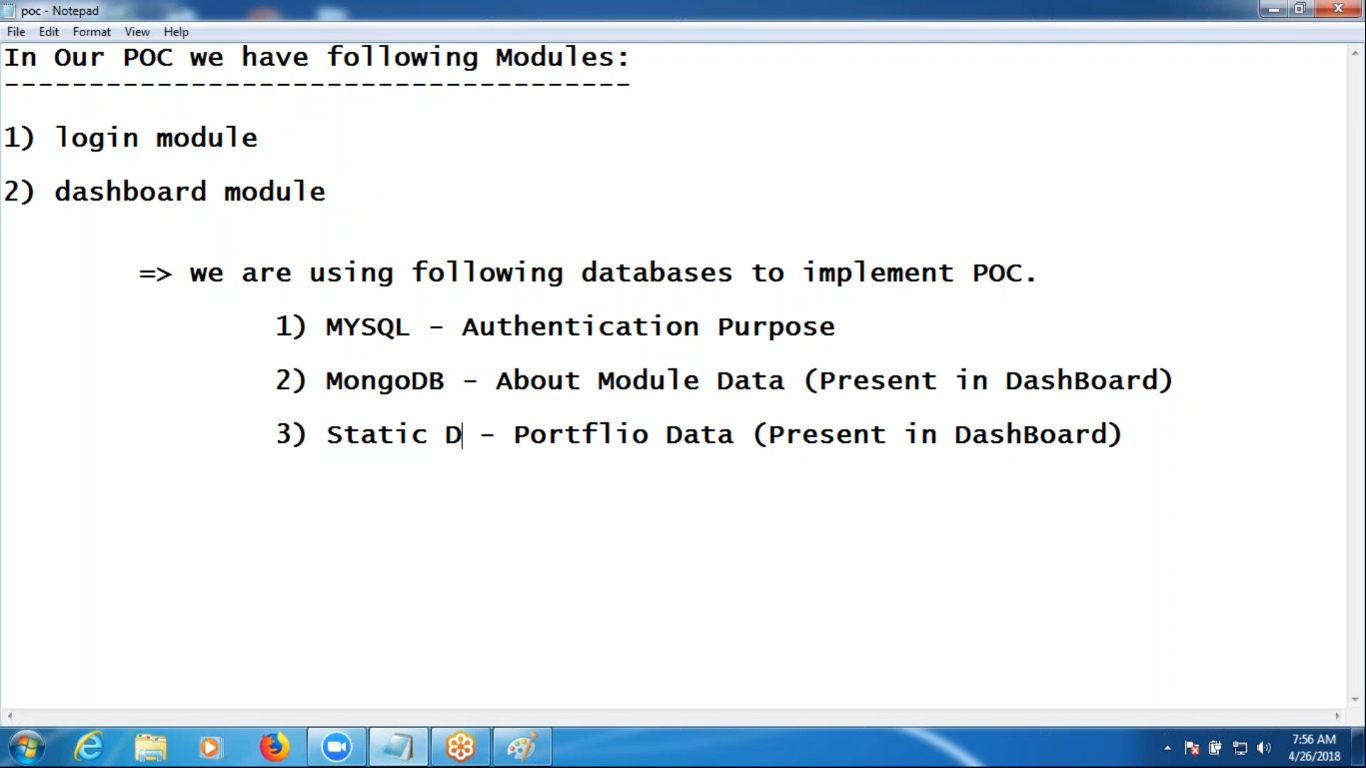 poc - Notepad
File Edit Format View Help
In Our POC we have following Modules:
-------------------------------------
1) login module
2) dashboard module
=> we are using following databases to implement POC.
1) MYSQL - Authentication Purpose
2) MongoDB - About Module Data (Present in DashBoard)
3) Static D - Portflio Data (Present in DashBoard)
7:56 AM
4/26/2018